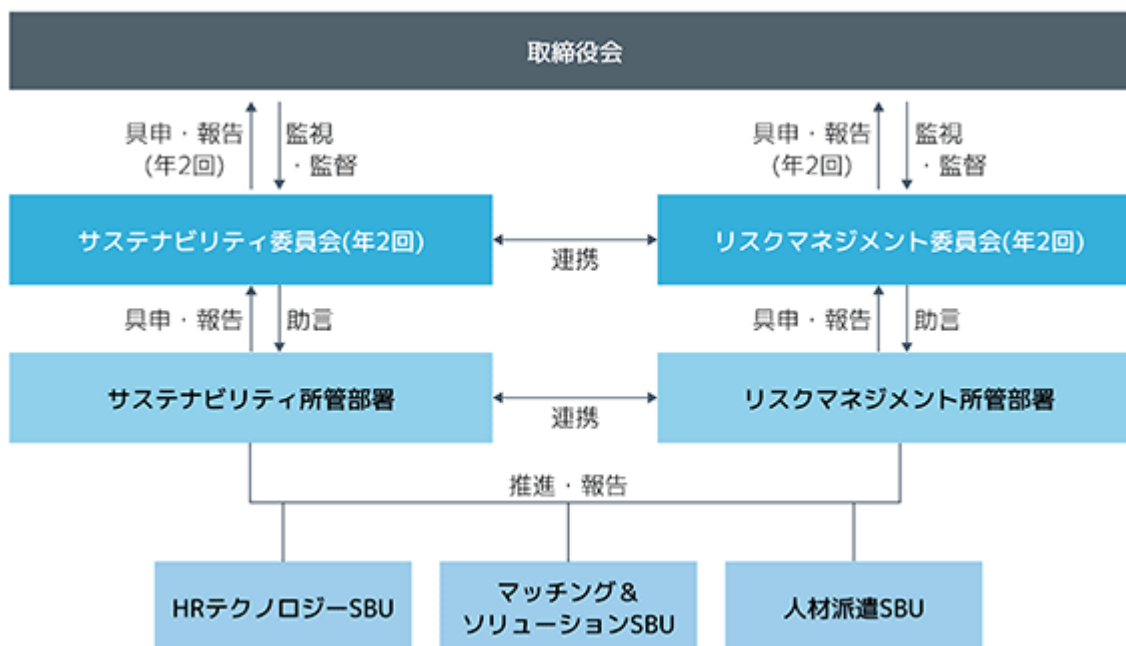 取締役会
具申・報告
(年2回)
監視
・監督
具申・報告
(年2回)
監視
・監督
サステナビリティ委員会(年2回)
連携
リスクマネジメント委員会(年2回)
具申・報告
助言
具申・報告
助言
サステナビリティ所管部署
連携
リスクマネジメント所管部署
推進・報告
HRテクノロジーSBU
マッチング＆
ソリューションSBU
人材派遣SBU